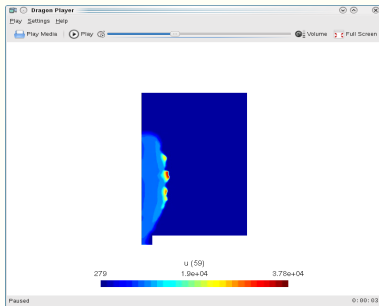 Dragon Player
Play Settings Help
Play Media Play Volume Full Screen
u (59)
279 1.9e+04 3.78e+04
Paused 0:00:03